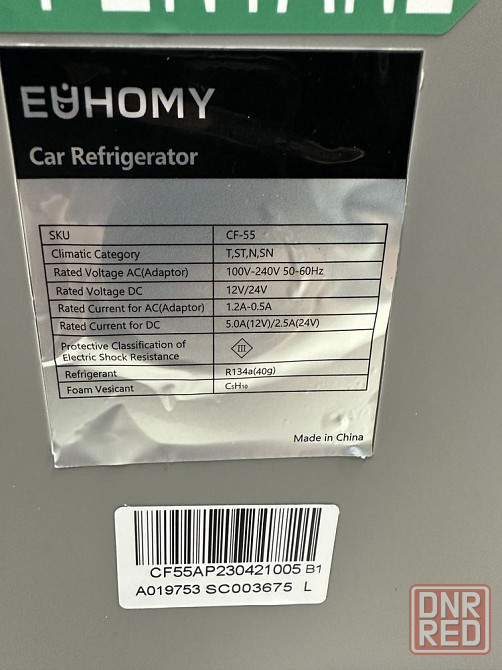 EUHOMY
Car Refrigerator
SKU CF-55
Climatic Category T,ST,N,SN
Rated Voltage AC(Adaptor) 100V-240V 50-60Hz
Rated Voltage DC 12V/24V
Rated Current for AC(Adaptor) 1.2A-0.5A
Rated Current for DC 5.0A(12V)/2.5A(24V)
Protective Classification of
Electric Shock Resistance III
Refrigerant R134a(40g)
Foam Vesicant C₅H₁₀
Made in China
CF55AP230421005 B1
A019753 SC003675 L
DNR
RED